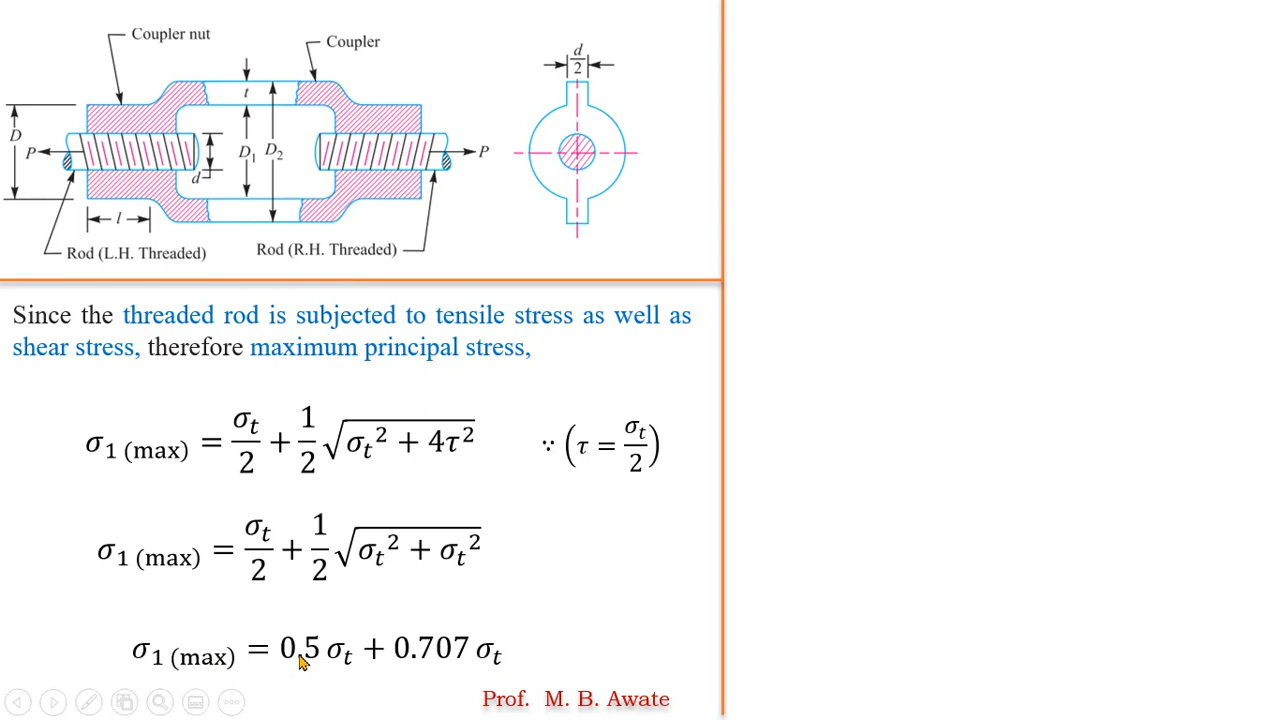 Coupler nut
Coupler
d
2
t
D
P
D₁
D₂
P
d
l
Rod (L.H. Threaded)
Rod (R.H. Threaded)
Since the threaded rod is subjected to tensile stress as well as
shear stress, therefore maximum principal stress,
σ₁ (max) = σₜ/2 + 1/2 √(σₜ² + 4τ²) ∵ (τ = σₜ/2)
σ₁ (max) = σₜ/2 + 1/2 √(σₜ² + σₜ²)
σ₁ (max) = 0.5 σₜ + 0.707 σₜ
Prof. M. B. Awate